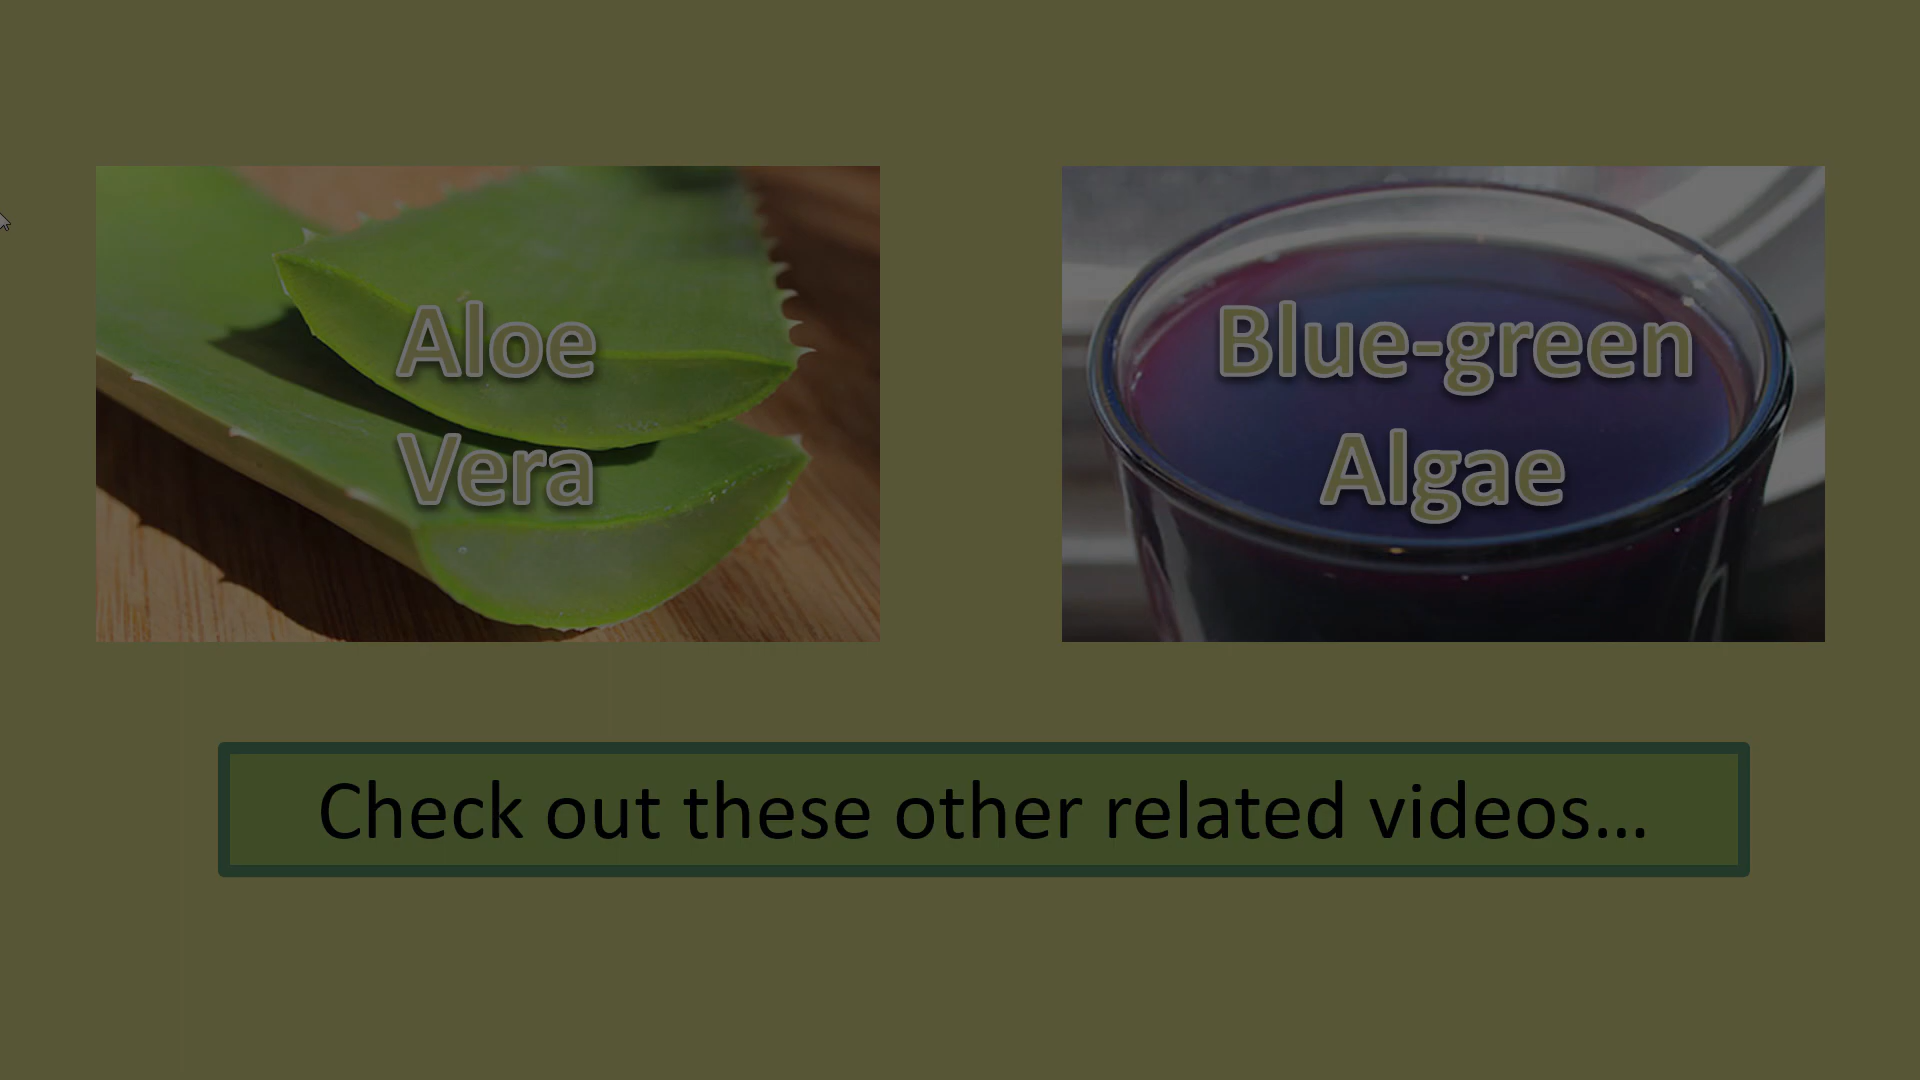 Aloe
Vera
Blue-green
Algae
Check out these other related videos...